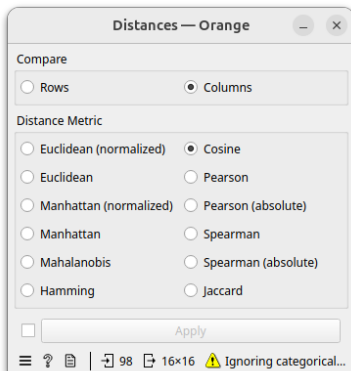 Distances — Orange
Compare
Rows Columns
Distance Metric
Euclidean (normalized) Cosine
Euclidean Pearson
Manhattan (normalized) Pearson (absolute)
Manhattan Spearman
Mahalanobis Spearman (absolute)
Hamming Jaccard
Apply
98 16×16 Ignoring categorical...